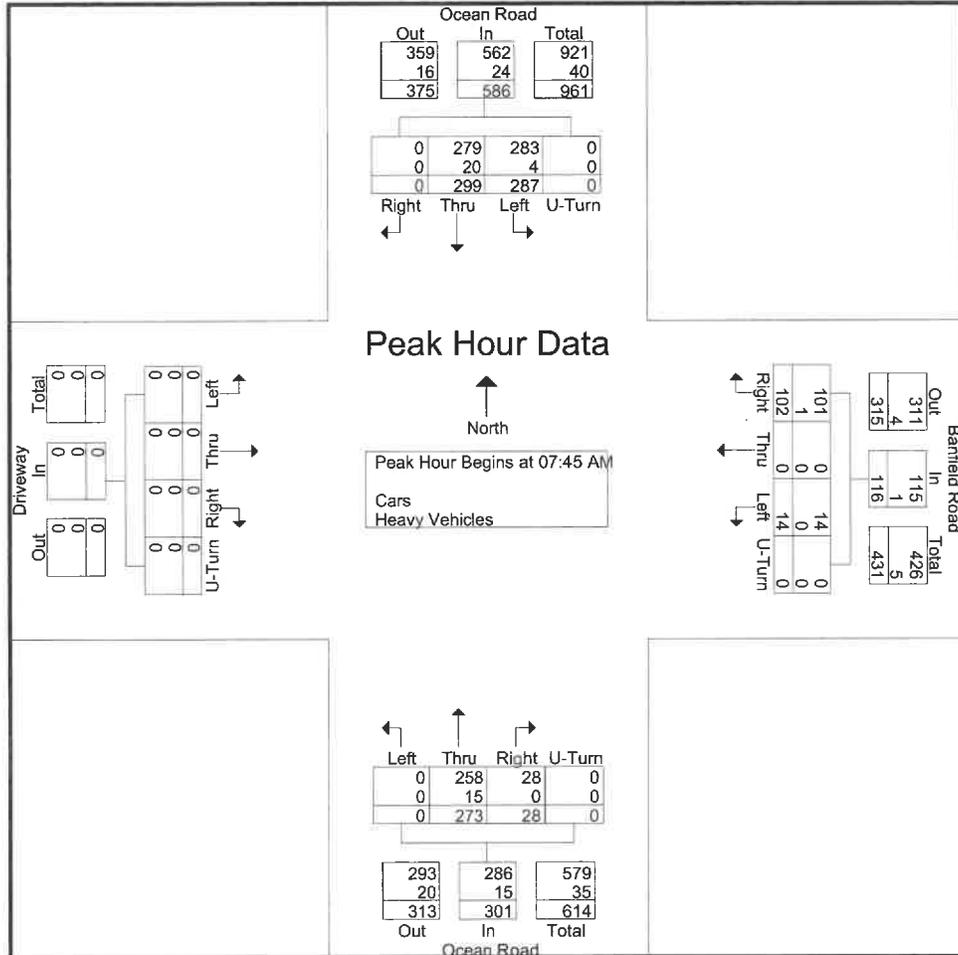 Ocean Road
Out In Total
359 562 921
16 24 40
375 586 961
0 279 283 0
0 20 4 0
0 299 287 0
Right Thru Left U-Turn
Peak Hour Data
North
Peak Hour Begins at 07:45 AM
Cars
Heavy Vehicles
Driveway
Out In Total
0 0 0
0 0 0
0 0 0
U-Turn Right Thru Left
0 0 0 0
0 0 0 0
0 0 0 0
Banfield Road
Out In Total
311 115 426
4 1 5
315 116 431
101 0 14 0
1 0 0 0
102 0 14 0
Right Thru Left U-Turn
Left Thru Right U-Turn
0 258 28 0
0 15 0 0
0 273 28 0
293 286 579
20 15 35
313 301 614
Out In Total
Ocean Road